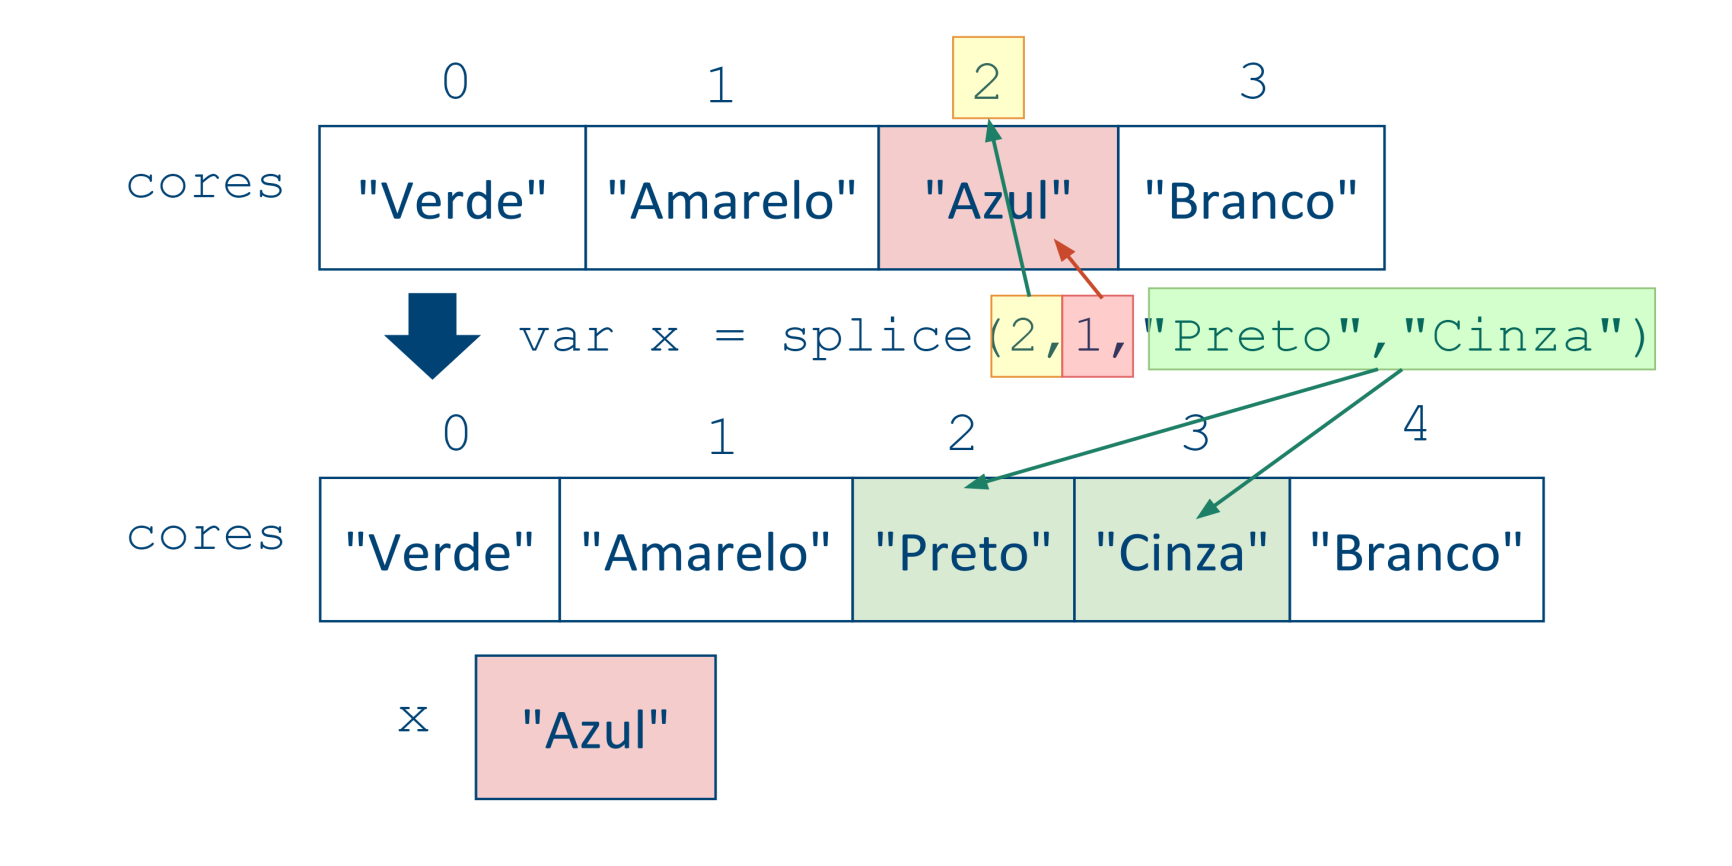 0 1 2 3
cores "Verde" "Amarelo" "Azul" "Branco"
var x = splice(2,1,"Preto","Cinza")
0 1 2 3 4
cores "Verde" "Amarelo" "Preto" "Cinza" "Branco"
x "Azul"